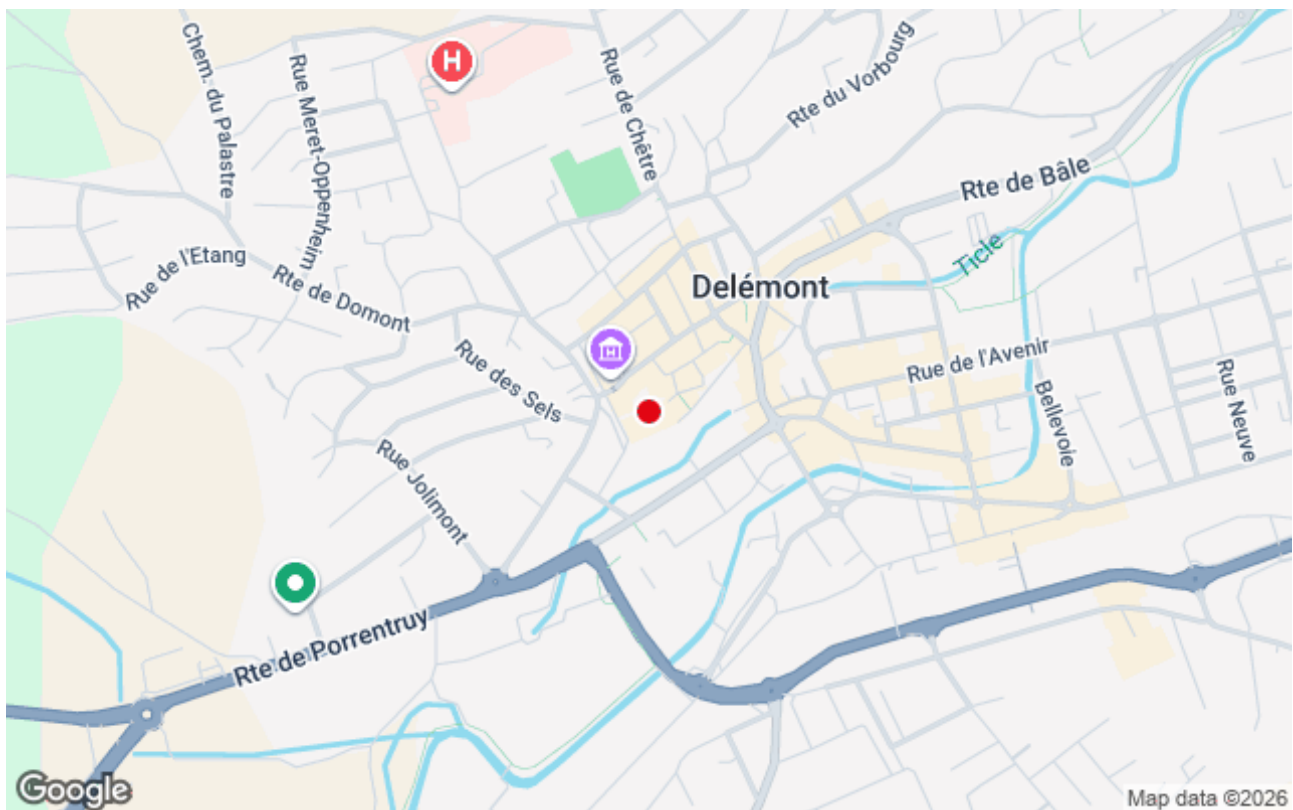 H
Chem. du Palastre
Rue Meret-Oppenheim
Rue de Chêtre
Rte du Vorbourg
Rte de Bâle
Ticle
Rue de l'Etang
Rte de Domont
Delémont
Rue des Sels
Rue de l'Avenir
Bellevoie
Rue Neuve
Rue Jolimont
Rte de Porrentruy
Google
Map data ©2026